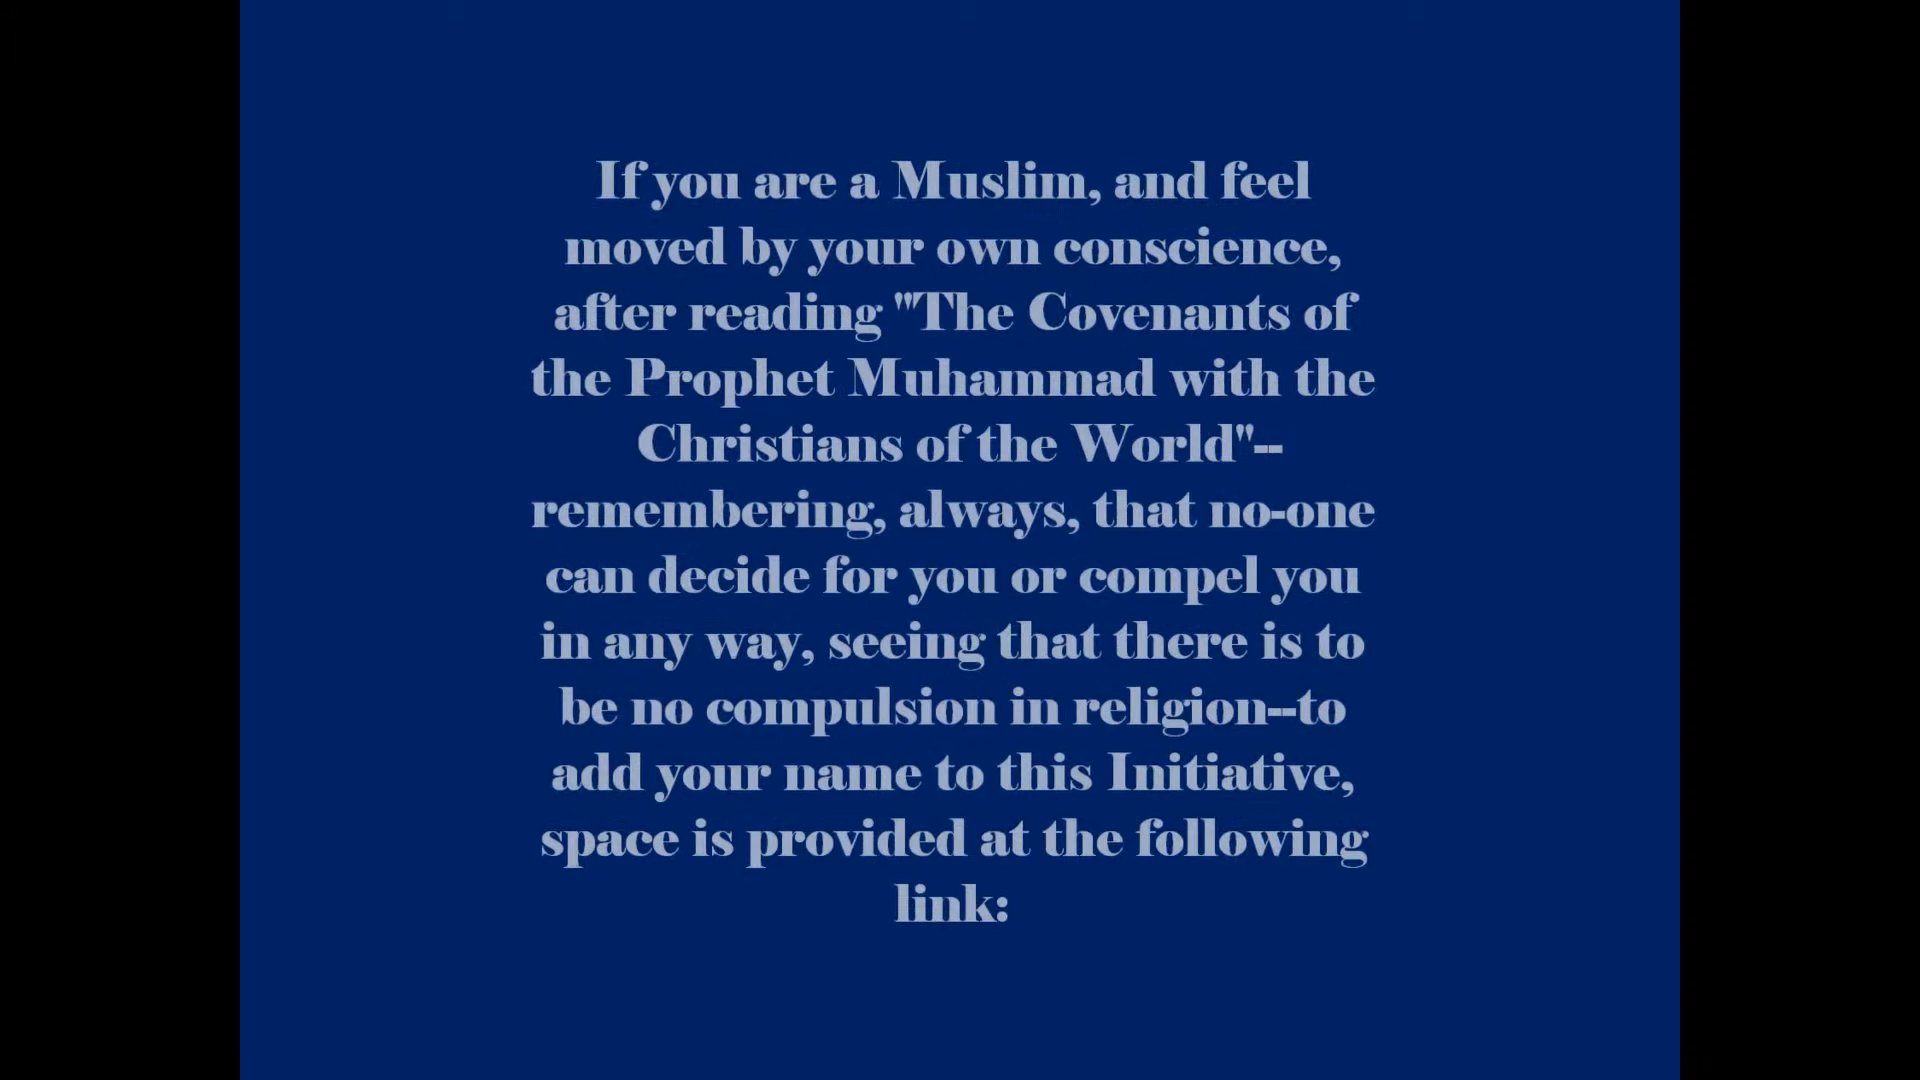 If you are a Muslim, and feel
moved by your own conscience,
after reading "The Covenants of
the Prophet Muhammad with the
Christians of the World"--
remembering, always, that no-one
can decide for you or compel you
in any way, seeing that there is to
be no compulsion in religion--to
add your name to this Initiative,
space is provided at the following
link: